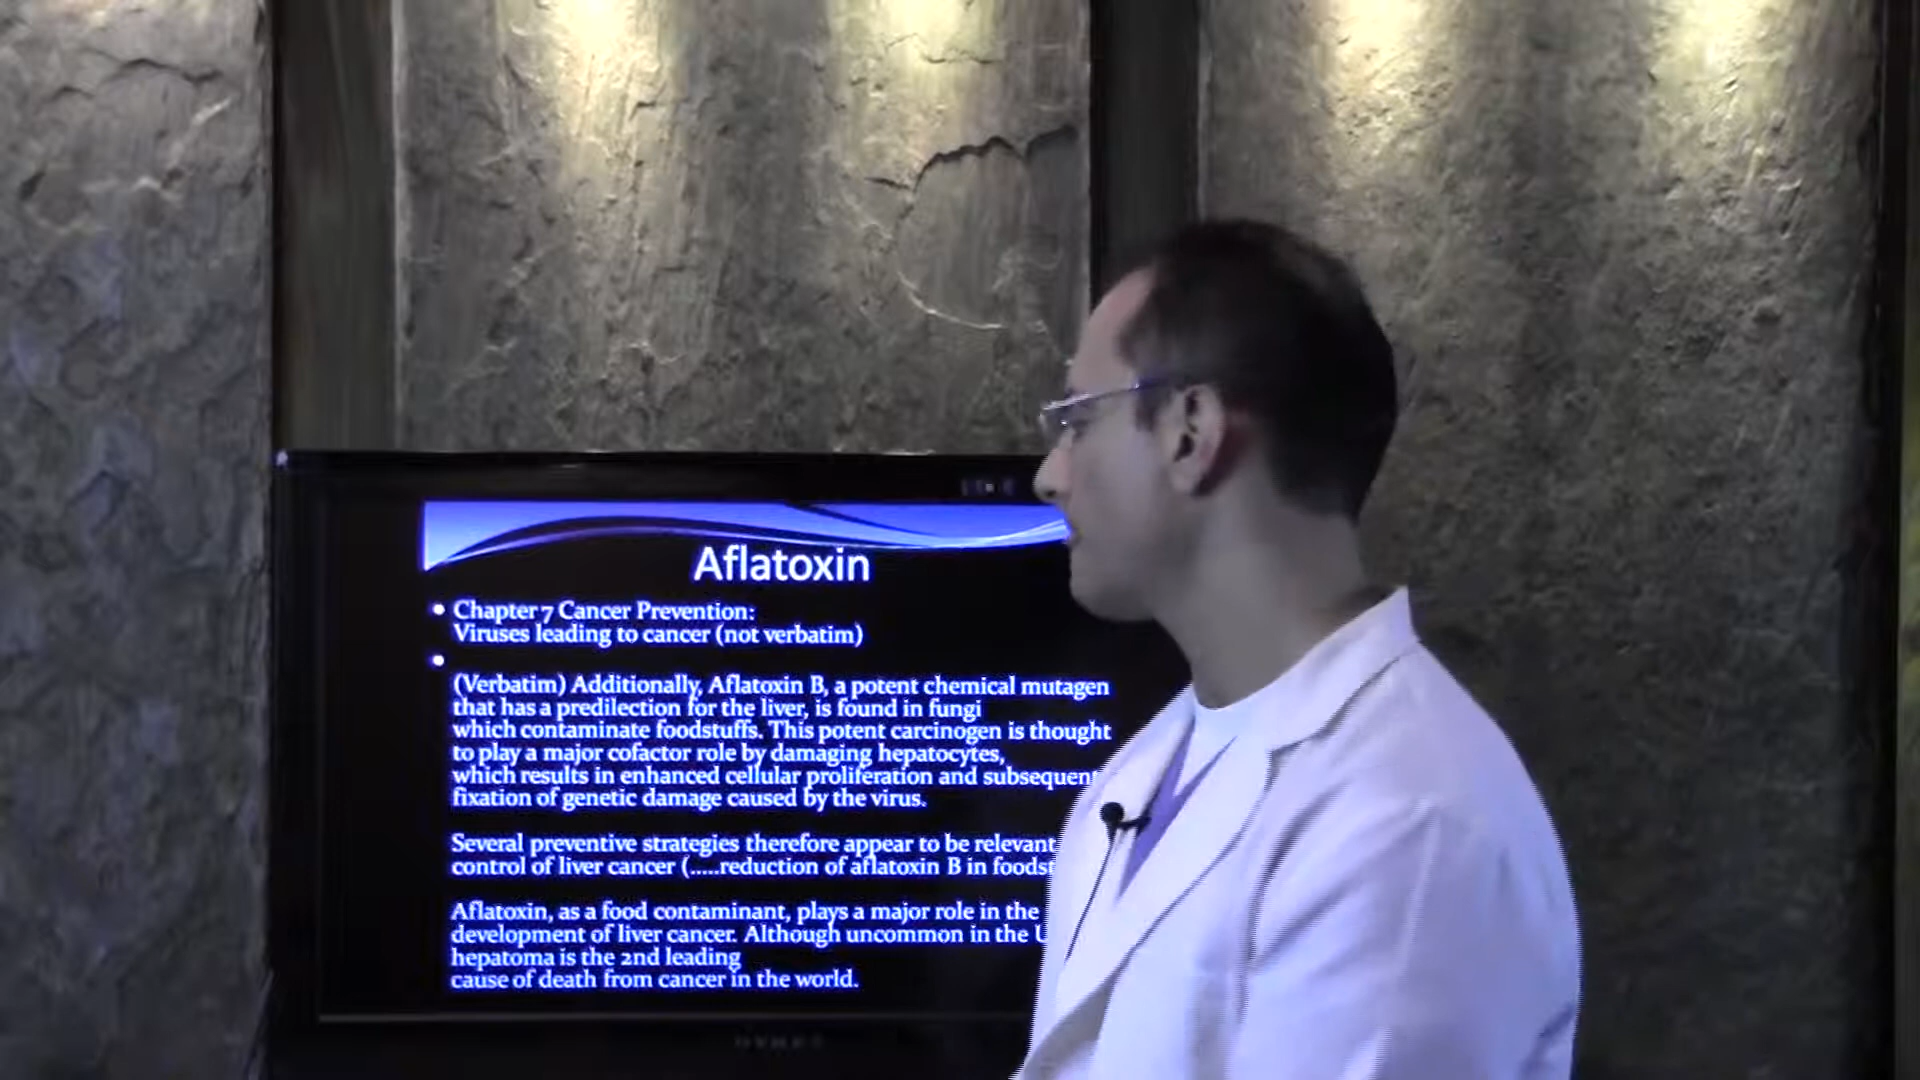 Aflatoxin
• Chapter 7 Cancer Prevention:
Viruses leading to cancer (not verbatim)
•
(Verbatim) Additionally, Aflatoxin B, a potent chemical mutagen
that has a predilection for the liver, is found in fungi
which contaminate foodstuffs. This potent carcinogen is thought
to play a major cofactor role by damaging hepatocytes,
which results in enhanced cellular proliferation and subsequent
fixation of genetic damage caused by the virus.
Several preventive strategies therefore appear to be relevant
control of liver cancer (.....reduction of aflatoxin B in
Aflatoxin, as a food contaminant, plays a major role in the
development of liver cancer. Although uncommon in the
hepatoma is the 2nd leading
cause of death from cancer in the world.